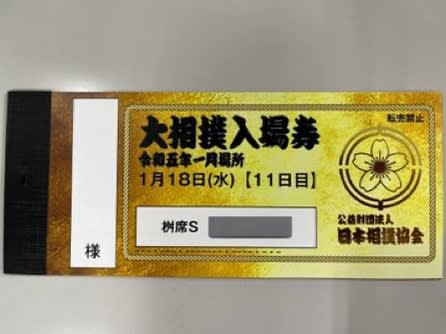 大相撲入場券
転売禁止
令和五年一月場所
1月18日(水)【11日目】
桝席S
様
公益財団法人
日本相撲協会